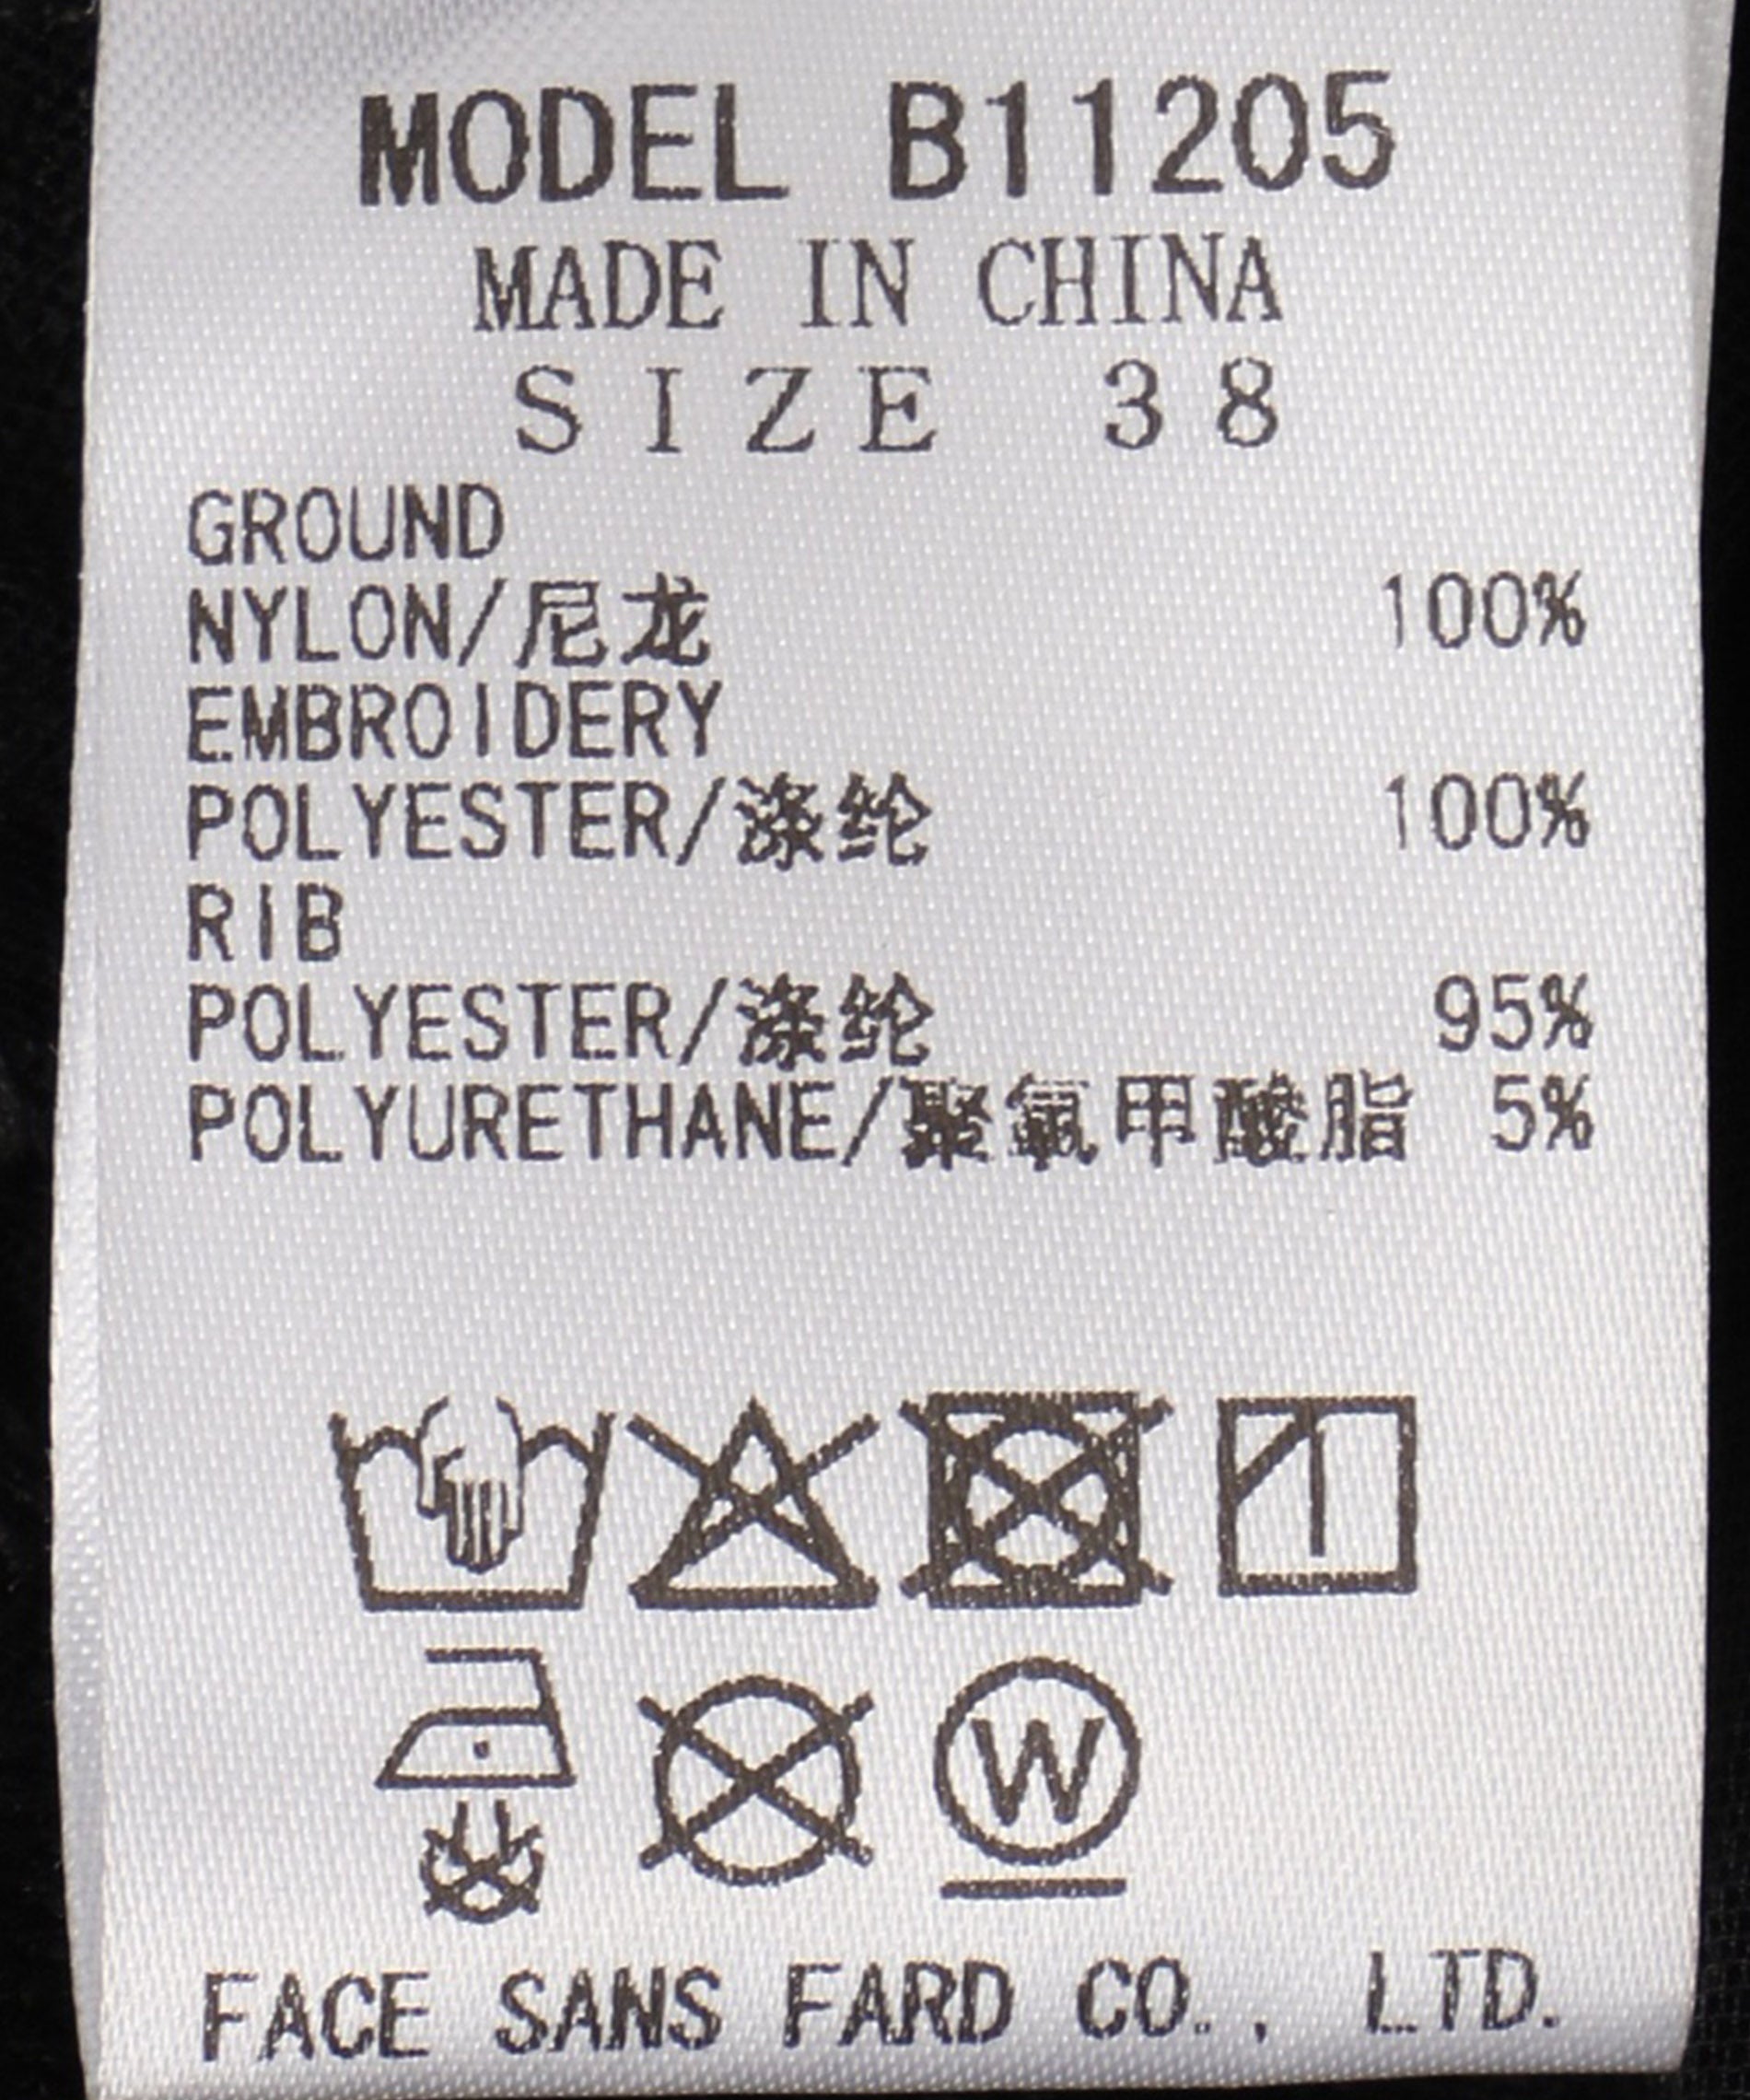 MODEL B11205
MADE IN CHINA
SIZE 38
GROUND
NYLON/尼龙 100%
EMBROIDERY
POLYESTER/涤纶 100%
RIB
POLYESTER/涤纶 95%
POLYURETHANE/聚氨甲酸脂 5%
W
FACE SANS FARD CO., LTD.